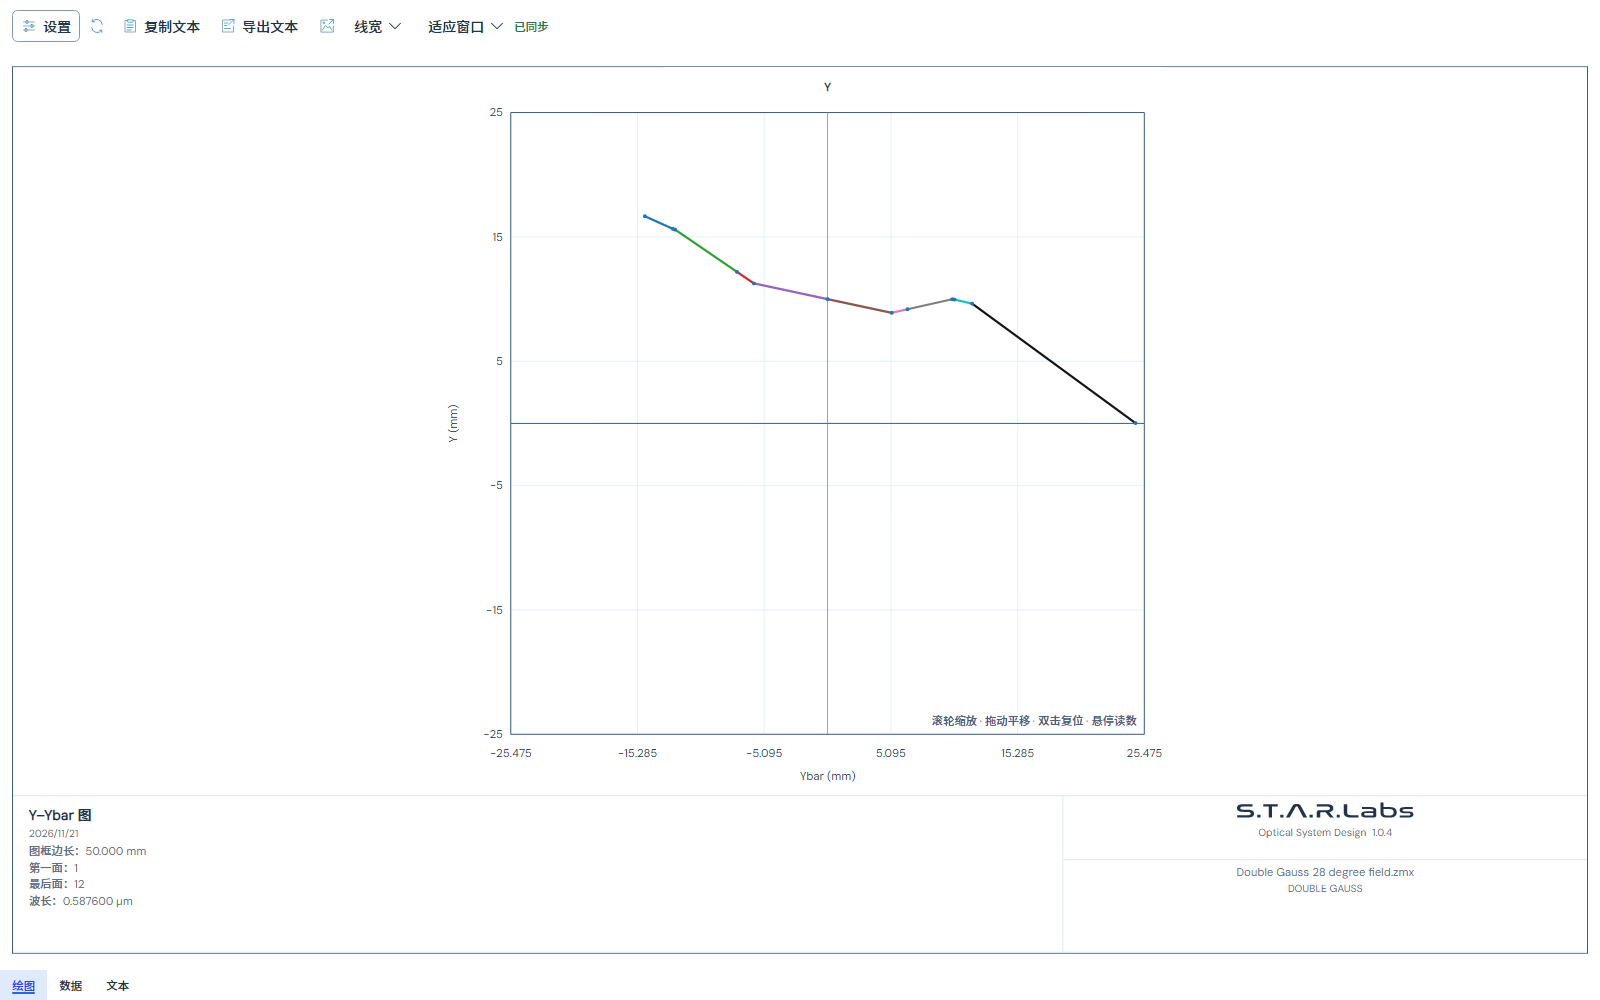 设置 复制文本 导出文本 线宽 适应窗口 已同步
Y
25
15
5
-5
-15
-25
Y (mm)
-25.475 -15.285 -5.095 5.095 15.285 25.475
Ybar (mm)
滚轮缩放 · 拖动平移 · 双击复位 · 悬停读数
Y–Ybar 图
2026/11/21
图框边长：50.000 mm
第一面：1
最后面：12
波长：0.587600 µm
S.T.A.R.Labs
Optical System Design 1.0.4
Double Gauss 28 degree field.zmx
DOUBLE GAUSS
绘图 数据 文本